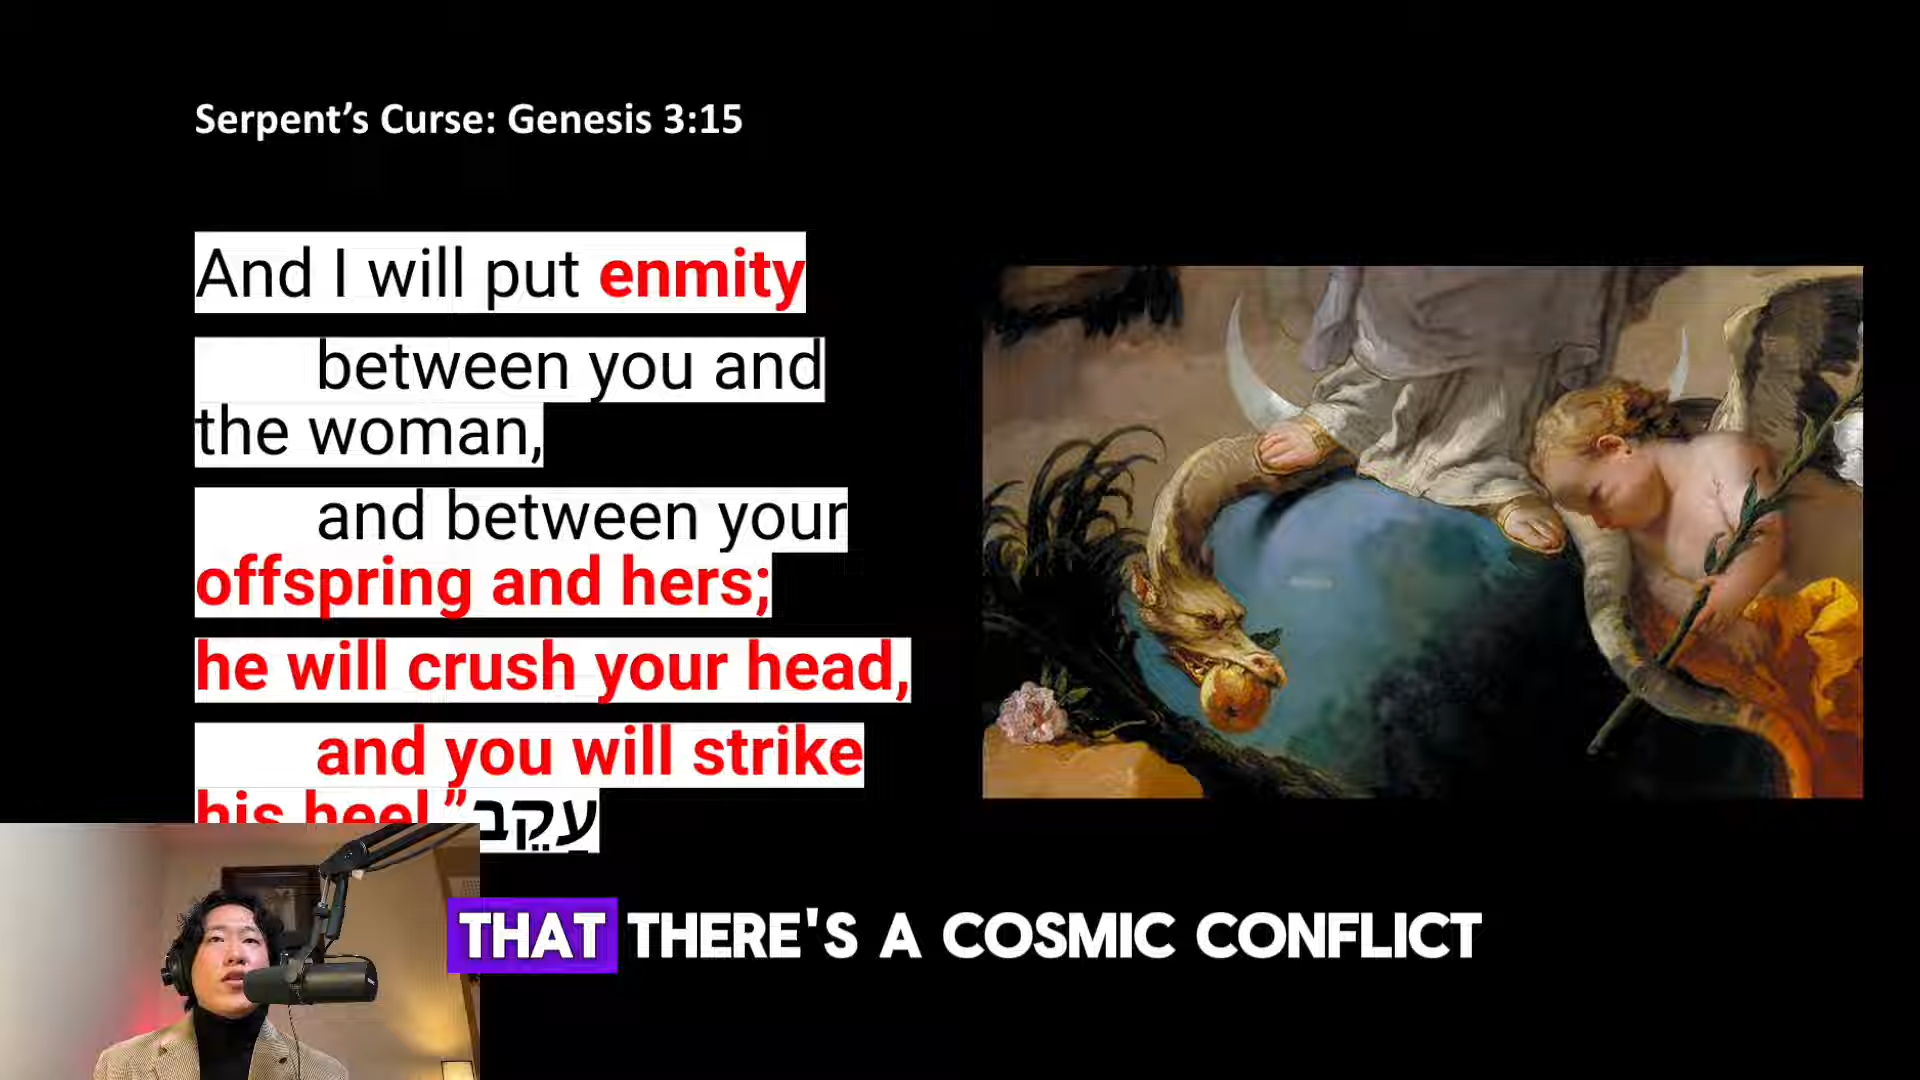 Serpent’s Curse: Genesis 3:15
And I will put enmity
between you and
the woman,
and between your
offspring and hers;
he will crush your head,
and you will strike
his heel.” עָקֵב
THAT THERE'S A COSMIC CONFLICT